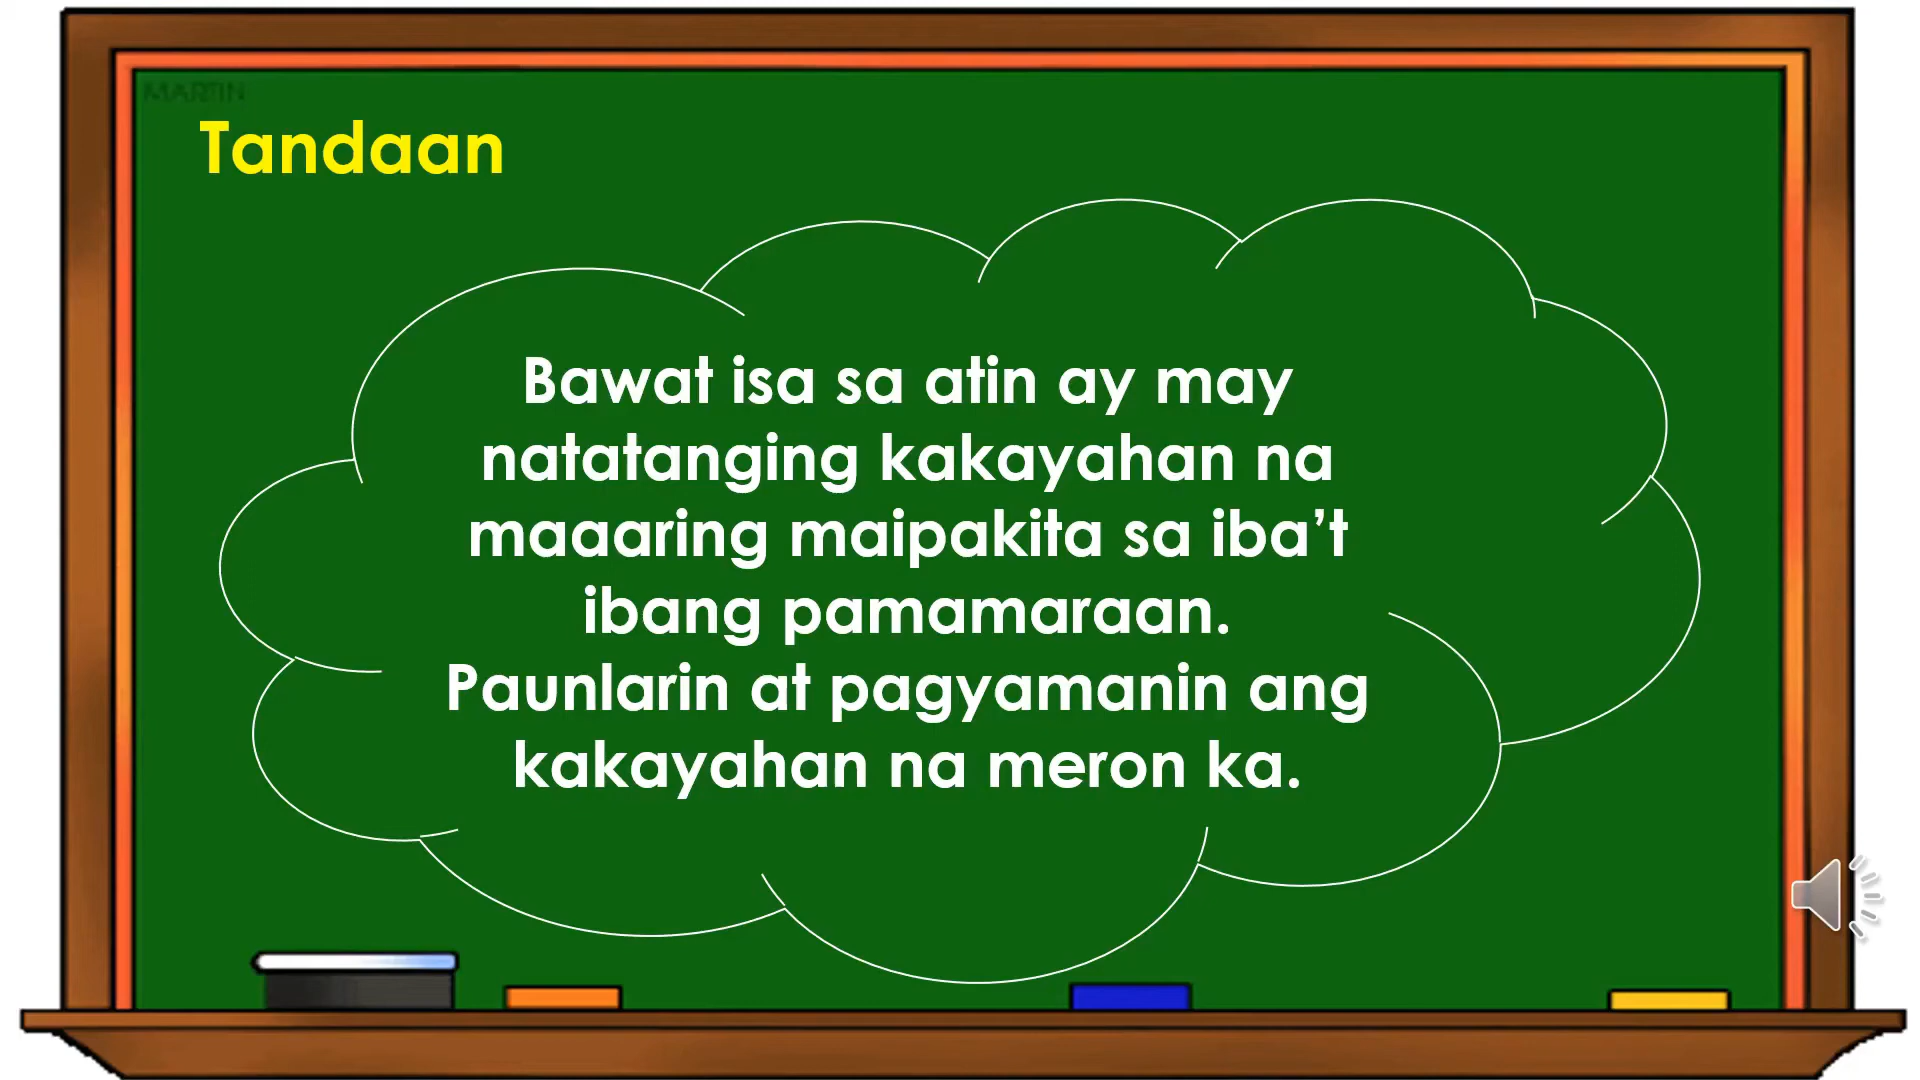 MARTIN
Tandaan
Bawat isa sa atin ay may
natatanging kakayahan na
maaaring maipakita sa iba’t
ibang pamamaraan.
Paunlarin at pagyamanin ang
kakayahan na meron ka.